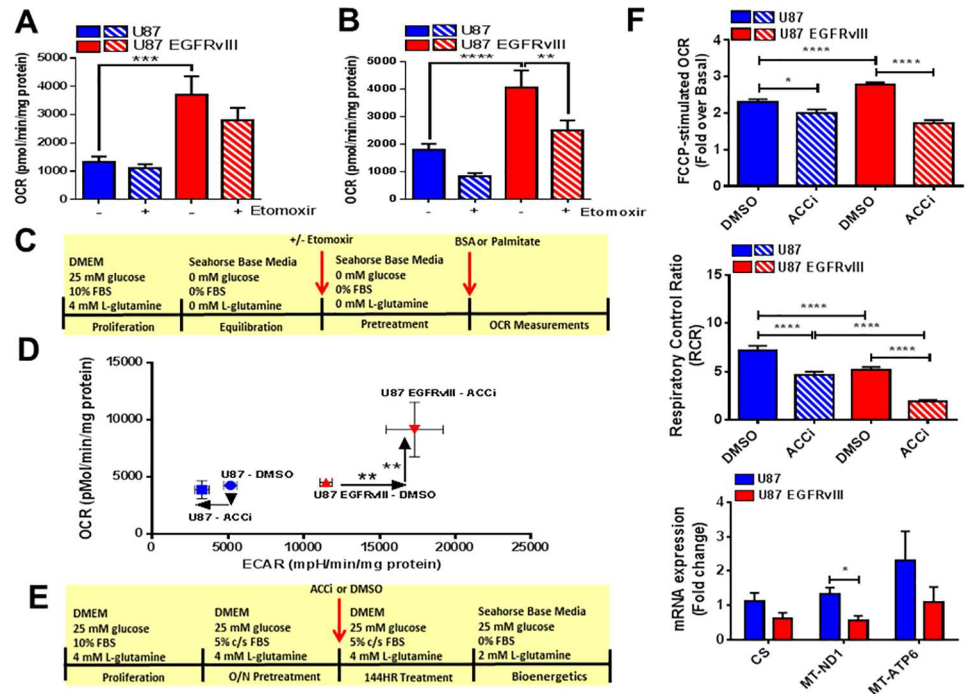 A
U87
U87 EGFRvIII
***
OCR (pmol/min/mg protein)
5000
4000
3000
2000
1000
0
- + - + Etomoxir
B
U87
U87 EGFRvIII
**** **
OCR (pmol/min/mg protein)
5000
4000
3000
2000
1000
0
- + - + Etomoxir
C
+/- Etomoxir
BSA or Palmitate
DMEM
25 mM glucose
10% FBS
4 mM L-glutamine
Proliferation
Seahorse Base Media
0 mM glucose
0% FBS
0 mM L-glutamine
Equilibration
Seahorse Base Media
0 mM glucose
0% FBS
0 mM L-glutamine
Pretreatment
OCR Measurements
D
OCR (pMol/min/mg protein)
15000
10000
5000
0
U87 EGFRvIII - ACCi
U87 - DMSO
**
**
U87 EGFRvIII - DMSO
U87 - ACCi
0 5000 10000 15000 20000 25000
ECAR (mpH/min/mg protein)
E
ACCi or DMSO
DMEM
25 mM glucose
10% FBS
4 mM L-glutamine
Proliferation
DMEM
25 mM glucose
5% c/s FBS
4 mM L-glutamine
O/N Pretreatment
DMEM
25 mM glucose
5% c/s FBS
4 mM L-glutamine
144HR Treatment
Seahorse Base Media
25 mM glucose
0% FBS
2 mM L-glutamine
Bioenergetics
F
U87
U87 EGFRvIII
****
* ****
FCCP-stimulated OCR
(Fold over Basal)
4
3
2
1
0
DMSO ACCi DMSO ACCi
U87
U87 EGFRvIII
****
**** ****
****
Respiratory Control Ratio
(RCR)
15
10
5
0
DMSO ACCi DMSO ACCi
U87
U87 EGFRvIII
*
mRNA expression
(Fold change)
4
3
2
1
0
CS MT-ND1 MT-ATP6